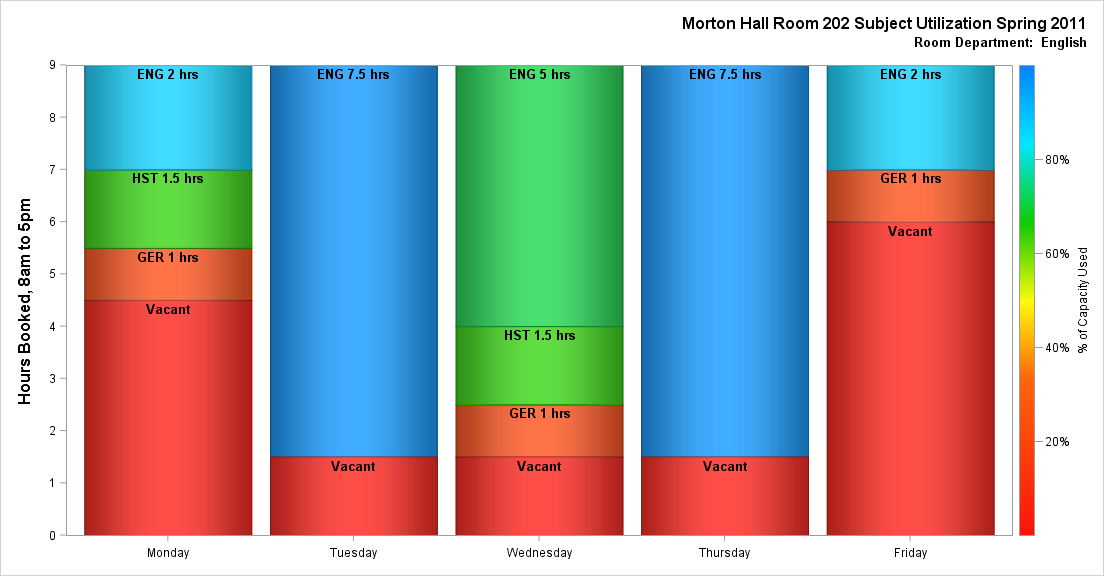 Morton Hall Room 202 Subject Utilization Spring 2011
Room Department:  English
Hours Booked, 8am to 5pm
9
8
7
6
5
4
3
2
1
0
ENG 2 hrs
HST 1.5 hrs
GER 1 hrs
Vacant
ENG 7.5 hrs
Vacant
ENG 5 hrs
HST 1.5 hrs
GER 1 hrs
Vacant
ENG 7.5 hrs
Vacant
ENG 2 hrs
GER 1 hrs
Vacant
Monday
Tuesday
Wednesday
Thursday
Friday
80%
60%
40%
20%
% of Capacity Used